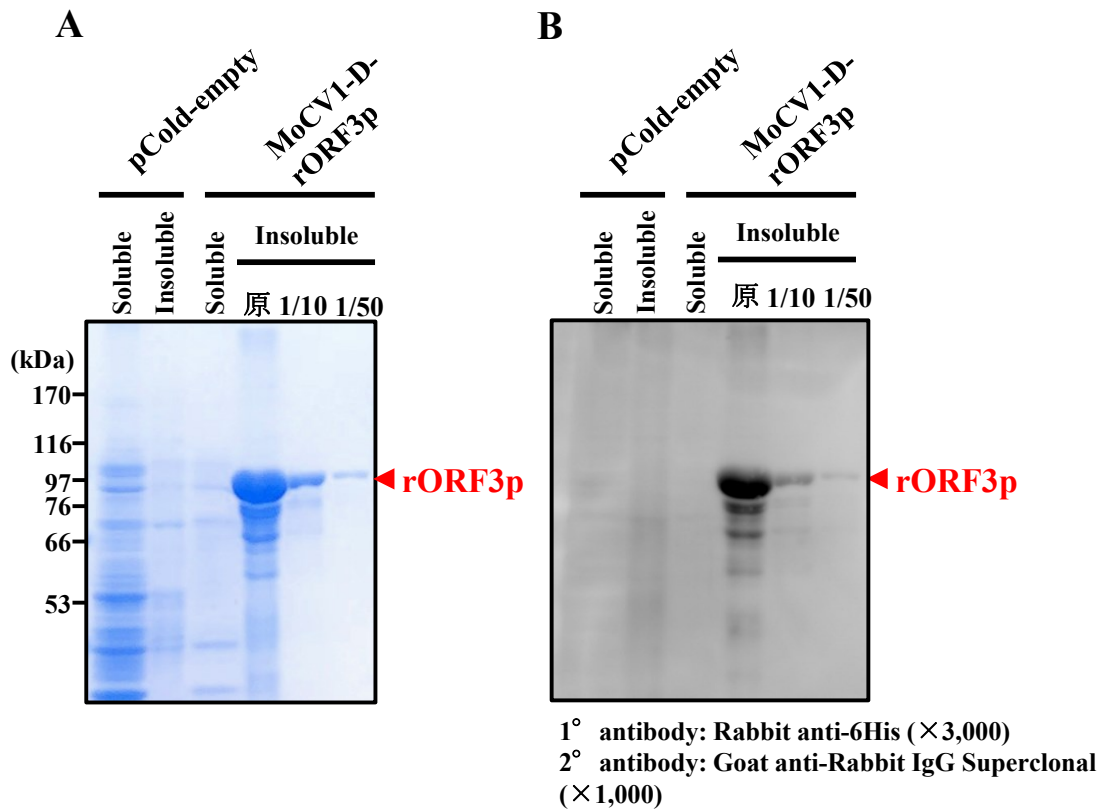 A
pCold-empty
MoCV1-D-
rORF3p
Soluble
Insoluble
Soluble
Insoluble
原 1/10 1/50
(kDa)
170
116
97
76
66
53
rORF3p
B
pCold-empty
MoCV1-D-
rORF3p
Soluble
Insoluble
Soluble
Insoluble
原 1/10 1/50
rORF3p
1° antibody: Rabbit anti-6His (×3,000)
2° antibody: Goat anti-Rabbit IgG Superclonal
(×1,000)